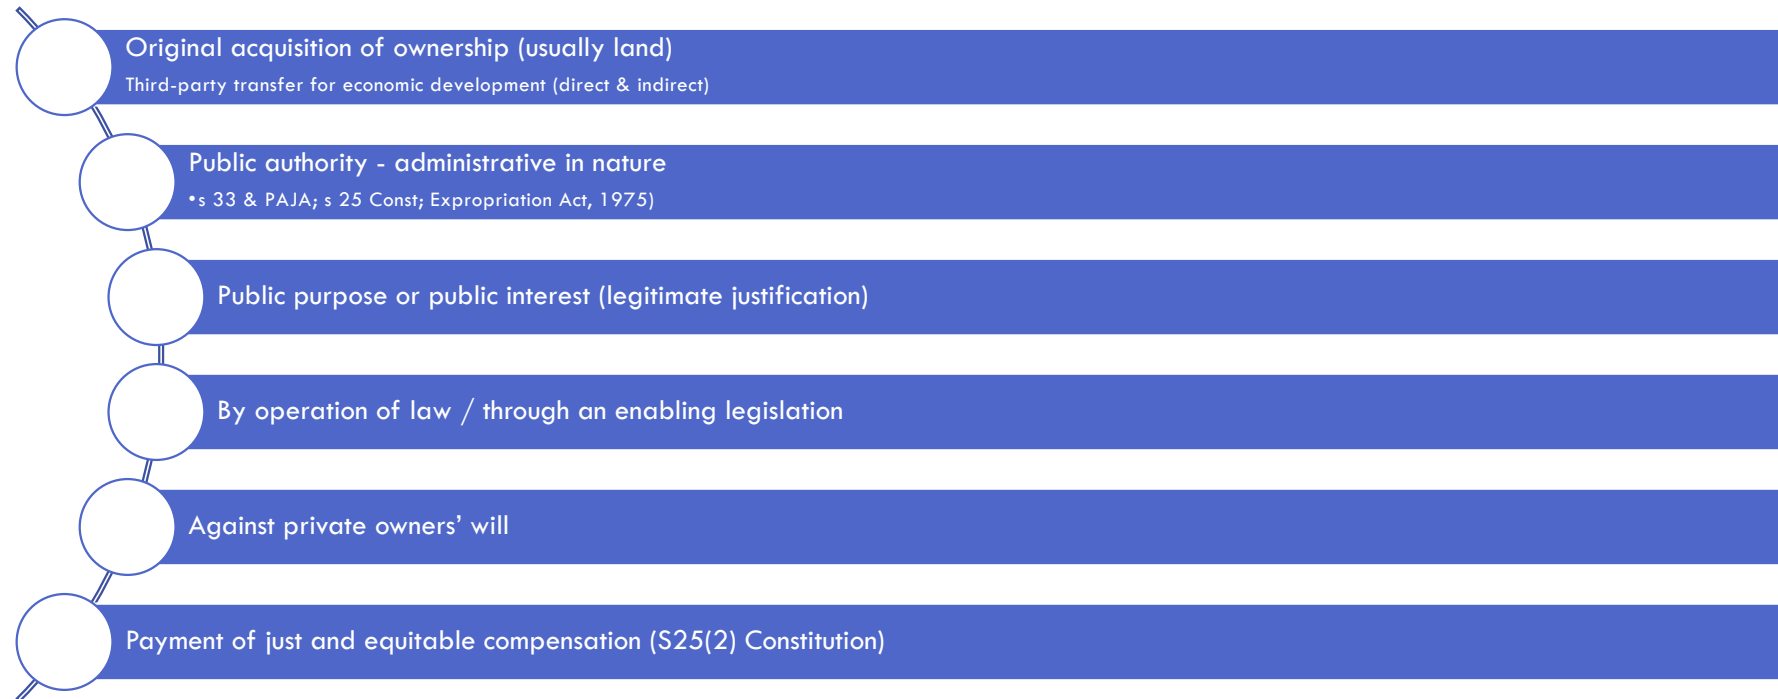 Original acquisition of ownership (usually land)
Third-party transfer for economic development (direct & indirect)
Public authority - administrative in nature
•s 33 & PAJA; s 25 Const; Expropriation Act, 1975)
Public purpose or public interest (legitimate justification)
By operation of law / through an enabling legislation
Against private owners’ will
Payment of just and equitable compensation (S25(2) Constitution)